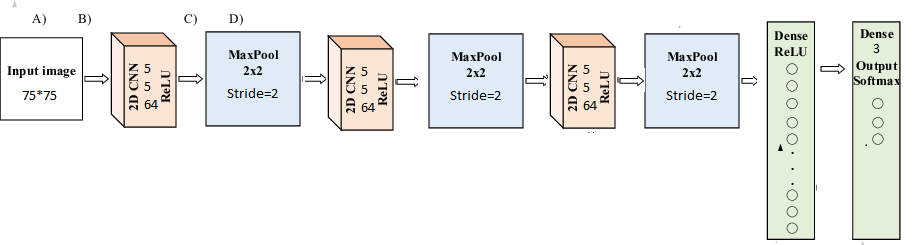 A) B) C) D)
Input image
75*75
2D CNN
5
5
64
ReLU
MaxPool
2x2
Stride=2
2D CNN
5
5
64
ReLU
MaxPool
2x2
Stride=2
2D CNN
5
5
64
ReLU
MaxPool
2x2
Stride=2
Dense
ReLU
Dense
3
Output
Softmax